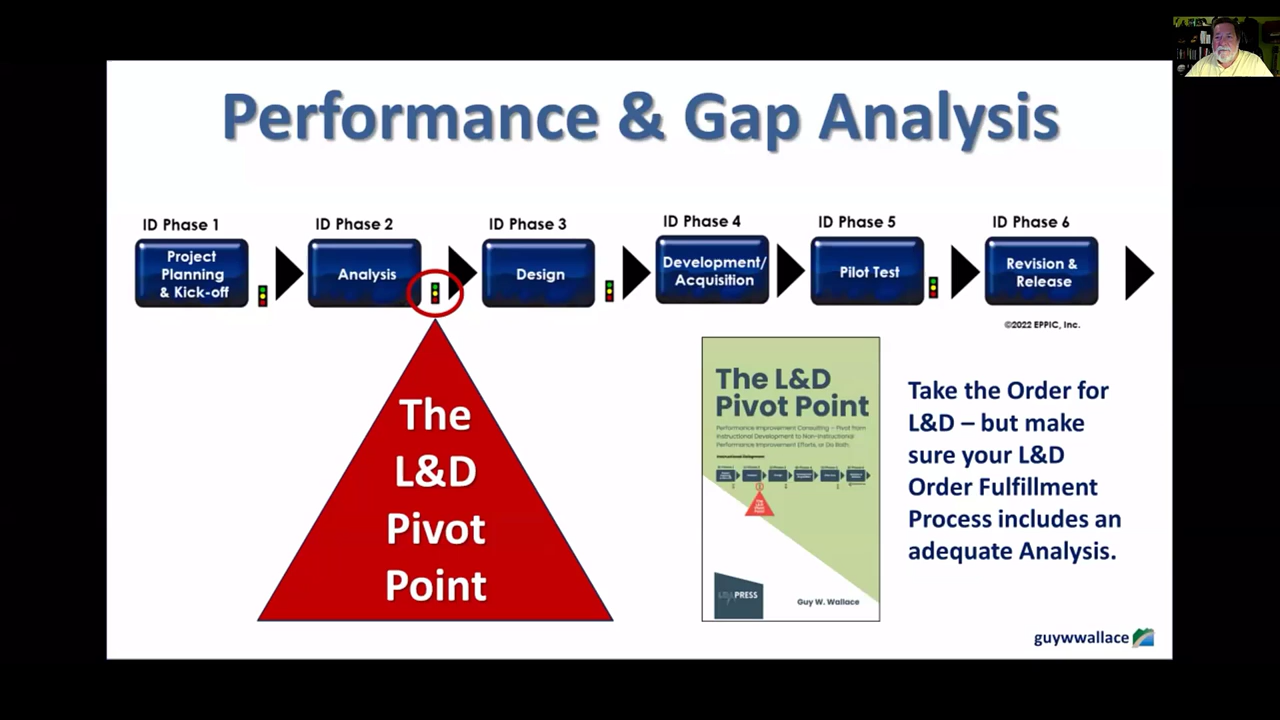 Performance & Gap Analysis
ID Phase 1
ID Phase 2
ID Phase 3
ID Phase 4
ID Phase 5
ID Phase 6
Project
Planning
& Kick-off
Analysis
Design
Development/
Acquisition
Pilot Test
Revision &
Release
©2022 EPPIC, Inc.
The
L&D
Pivot
Point
The L&D
Pivot Point
Performance Improvement Consulting – Pivot from
Instructional Development to Non-Instructional
Performance Improvement Efforts, or Do Both
PRESS
Guy W. Wallace
Take the Order for
L&D – but make
sure your L&D
Order Fulfillment
Process includes an
adequate Analysis.
guywwallace